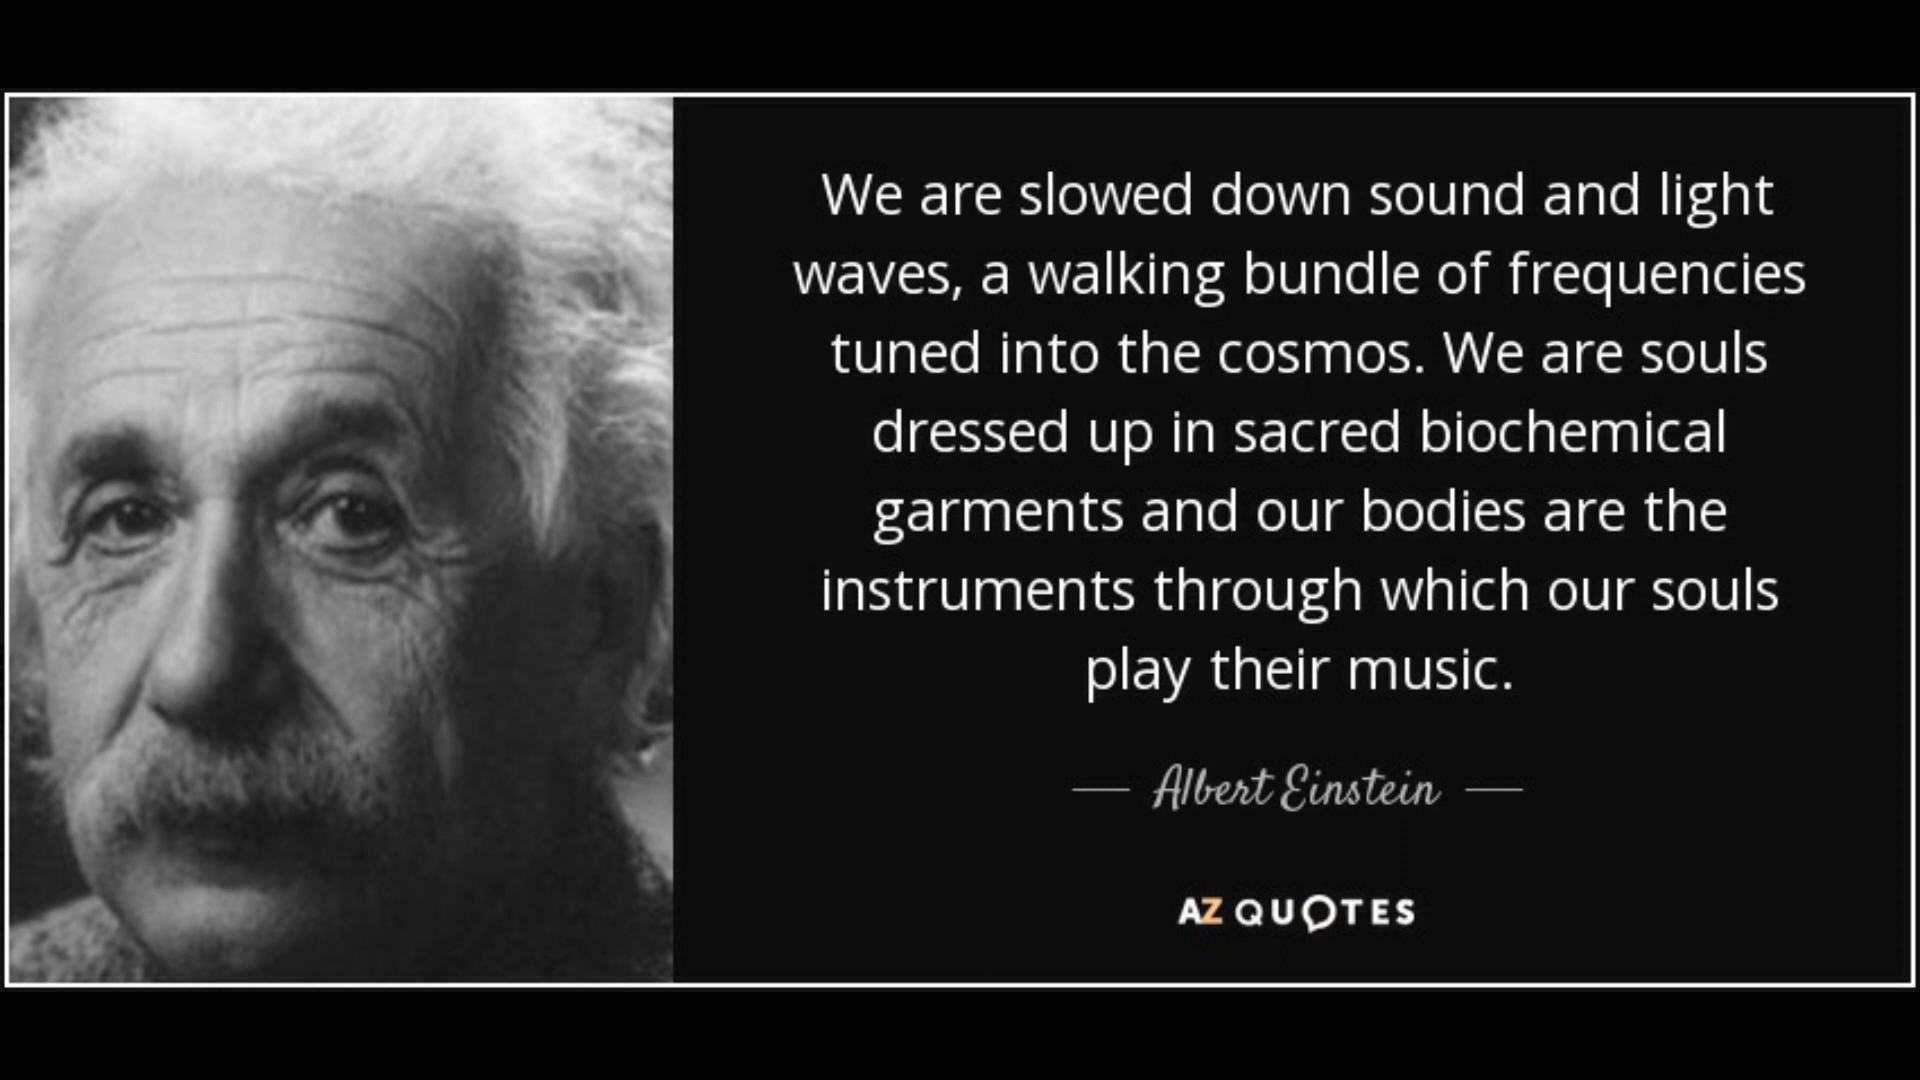 We are slowed down sound and light
waves, a walking bundle of frequencies
tuned into the cosmos. We are souls
dressed up in sacred biochemical
garments and our bodies are the
instruments through which our souls
play their music.
Albert Einstein
AZ QUOTES